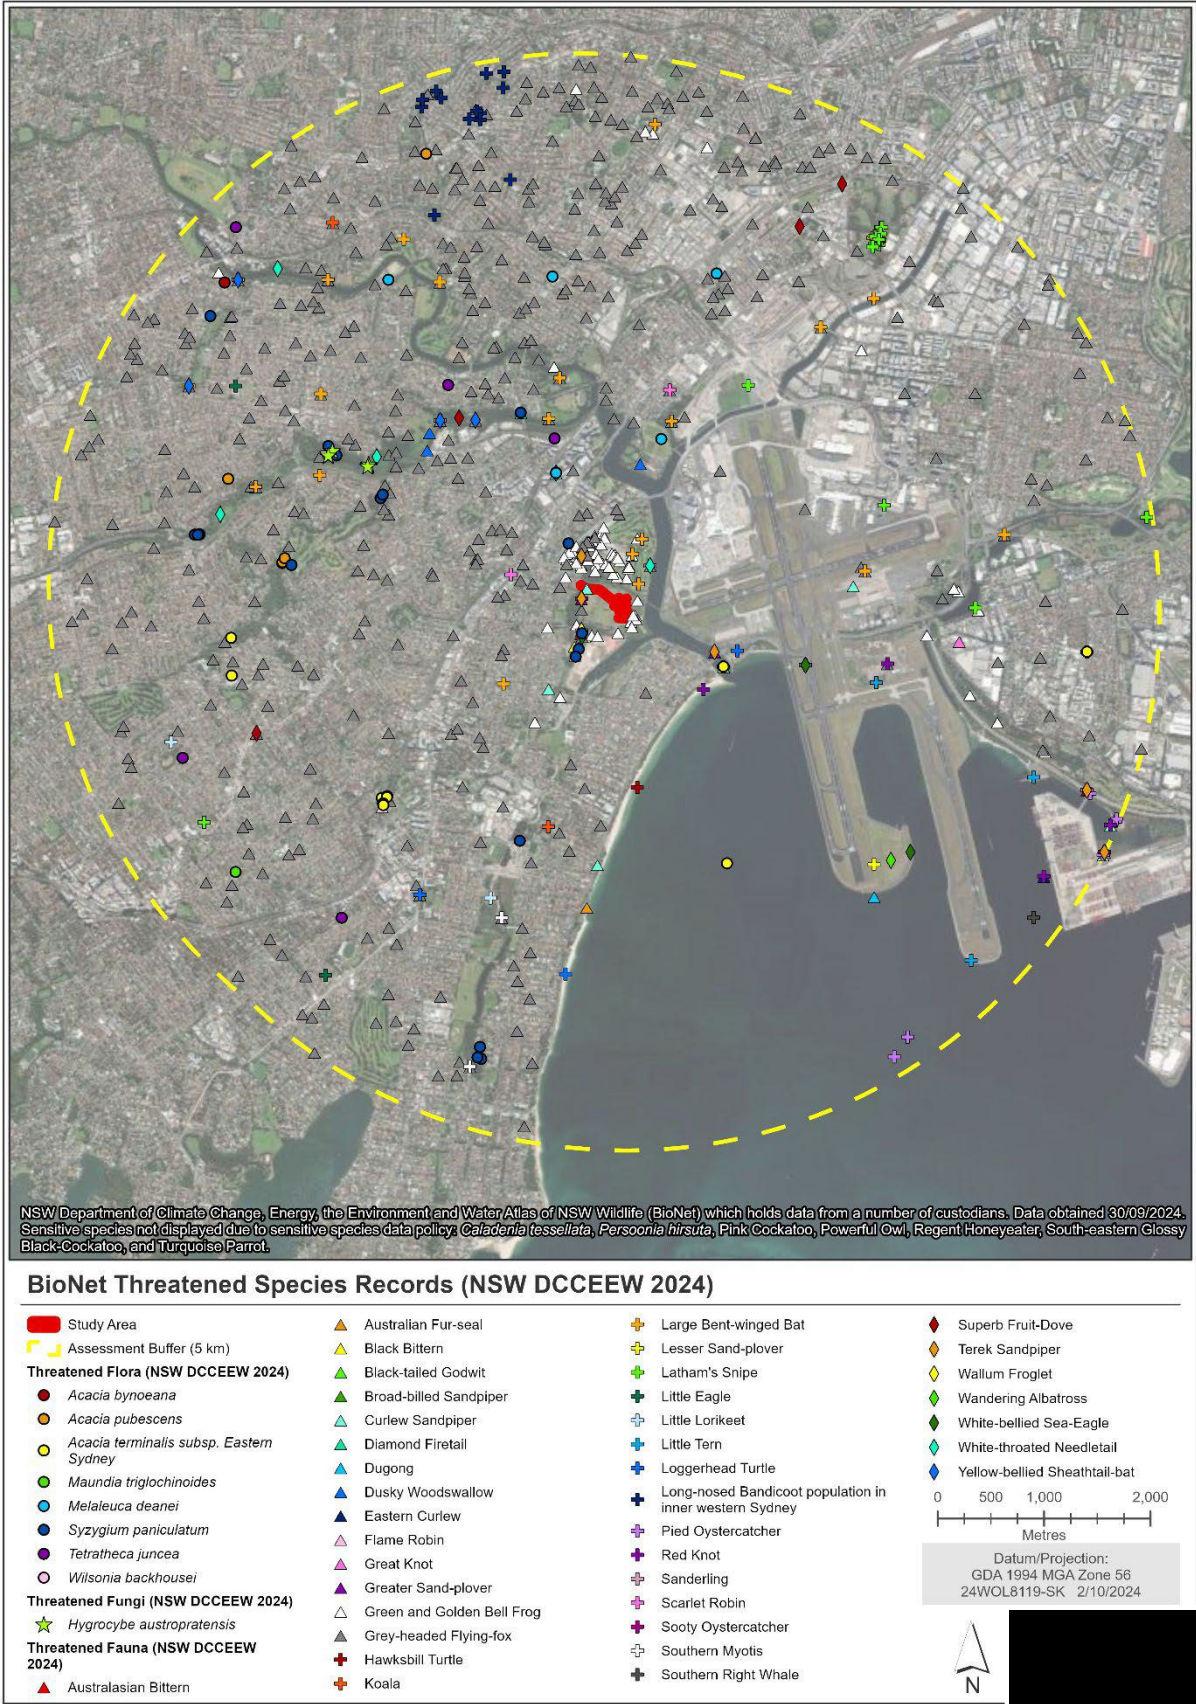 NSW Department of Climate Change, Energy, the Environment and Water Atlas of NSW Wildlife (BioNet) which holds data from a number of custodians. Data obtained 30/09/2024.
Sensitive species not displayed due to sensitive species data policy: Caladenia tessellata, Persoonia hirsuta, Pink Cockatoo, Powerful Owl, Regent Honeyeater, South-eastern Glossy
Black-Cockatoo, and Turquoise Parrot.
BioNet Threatened Species Records (NSW DCCEEW 2024)
Study Area
Assessment Buffer (5 km)
Threatened Flora (NSW DCCEEW 2024)
Acacia bynoeana
Acacia pubescens
Acacia terminalis subsp. Eastern
Sydney
Maundia triglochinoides
Melaleuca deanei
Syzygium paniculatum
Tetratheca juncea
Wilsonia backhousei
Threatened Fungi (NSW DCCEEW 2024)
Hygrocybe austropratensis
Threatened Fauna (NSW DCCEEW
2024)
Australasian Bittern
Australian Fur-seal
Black Bittern
Black-tailed Godwit
Broad-billed Sandpiper
Curlew Sandpiper
Diamond Firetail
Dugong
Dusky Woodswallow
Eastern Curlew
Flame Robin
Great Knot
Greater Sand-plover
Green and Golden Bell Frog
Grey-headed Flying-fox
Hawksbill Turtle
Koala
Large Bent-winged Bat
Lesser Sand-plover
Latham's Snipe
Little Eagle
Little Lorikeet
Little Tern
Loggerhead Turtle
Long-nosed Bandicoot population in
inner western Sydney
Pied Oystercatcher
Red Knot
Sanderling
Scarlet Robin
Sooty Oystercatcher
Southern Myotis
Southern Right Whale
Superb Fruit-Dove
Terek Sandpiper
Wallum Froglet
Wandering Albatross
White-bellied Sea-Eagle
White-throated Needletail
Yellow-bellied Sheathtail-bat
0 500 1,000 2,000
Metres
Datum/Projection:
GDA 1994 MGA Zone 56
24WOL8119-SK 2/10/2024
N